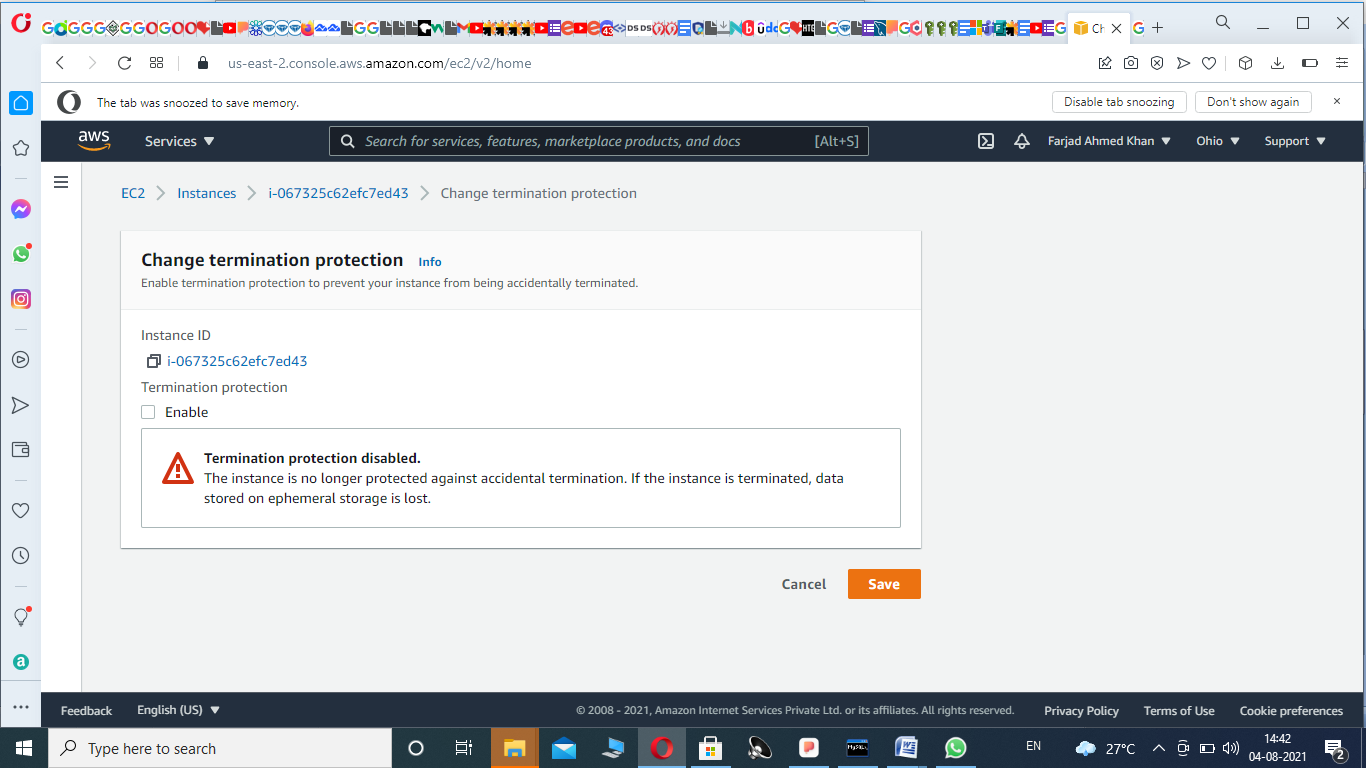 us-east-2.console.aws.amazon.com/ec2/v2/home
The tab was snoozed to save memory.
Disable tab snoozing
Don't show again
aws
Services
Search for services, features, marketplace products, and docs
[Alt+S]
Farjad Ahmed Khan
Ohio
Support
EC2
Instances
i-067325c62efc7ed43
Change termination protection
Change termination protection
Info
Enable termination protection to prevent your instance from being accidentally terminated.
Instance ID
i-067325c62efc7ed43
Termination protection
Enable
Termination protection disabled.
The instance is no longer protected against accidental termination. If the instance is terminated, data
stored on ephemeral storage is lost.
Cancel
Save
Feedback
English (US)
© 2008 - 2021, Amazon Internet Services Private Ltd. or its affiliates. All rights reserved.
Privacy Policy
Terms of Use
Cookie preferences
Type here to search
EN
27°C
14:42
04-08-2021
2